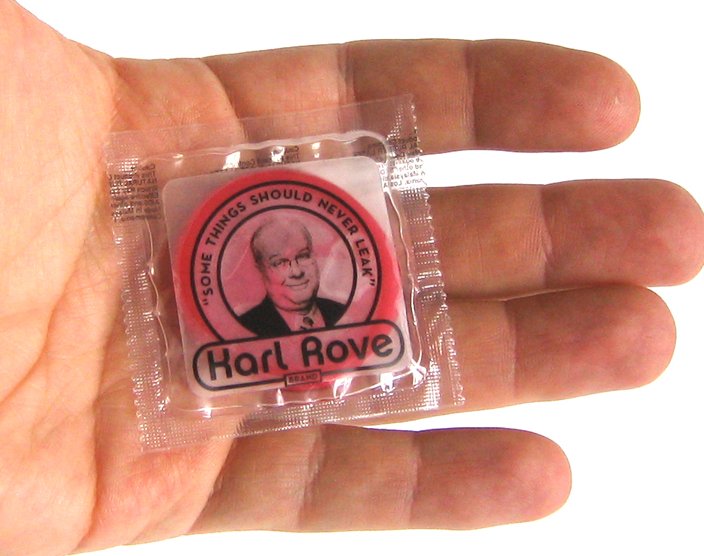 "SOME THINGS SHOULD NEVER LEAK"
Karl Rove
BRAND